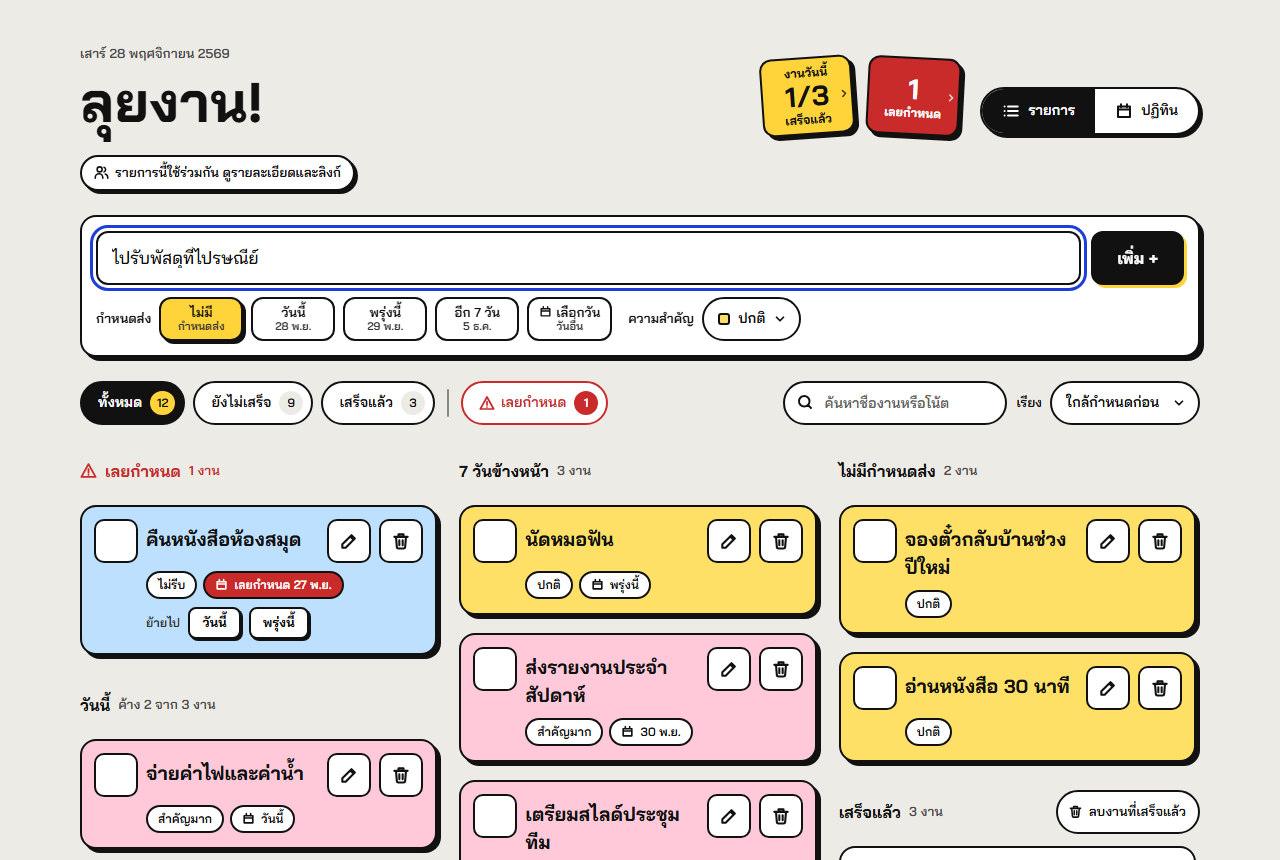 เสาร์ 28 พฤศจิกายน 2569
ลุยงาน!
งานวันนี้
1/3
เสร็จแล้ว
1
เลยกำหนด
รายการ
ปฏิทิน
รายการนี้ใช้ร่วมกัน ดูรายละเอียดและลิงก์
ไปรับพัสดุที่ไปรษณีย์
เพิ่ม +
กำหนดส่ง
ไม่มี
กำหนดส่ง
วันนี้
28 พ.ย.
พรุ่งนี้
29 พ.ย.
อีก 7 วัน
5 ธ.ค.
เลือกวัน
วันอื่น
ความสำคัญ
ปกติ
ทั้งหมด 12
ยังไม่เสร็จ 9
เสร็จแล้ว 3
เลยกำหนด 1
ค้นหาชื่องานหรือโน้ต
เรียง
ใกล้กำหนดก่อน
เลยกำหนด 1 งาน
คืนหนังสือห้องสมุด
ไม่รีบ
เลยกำหนด 27 พ.ย.
ย้ายไป
วันนี้
พรุ่งนี้
วันนี้ ค้าง 2 จาก 3 งาน
จ่ายค่าไฟและค่าน้ำ
สำคัญมาก
วันนี้
7 วันข้างหน้า 3 งาน
นัดหมอฟัน
ปกติ
พรุ่งนี้
ส่งรายงานประจำ
สัปดาห์
สำคัญมาก
30 พ.ย.
เตรียมสไลด์ประชุม
ทีม
ไม่มีกำหนดส่ง 2 งาน
จองตั๋วกลับบ้านช่วง
ปีใหม่
ปกติ
อ่านหนังสือ 30 นาที
ปกติ
เสร็จแล้ว 3 งาน
ลบงานที่เสร็จแล้ว